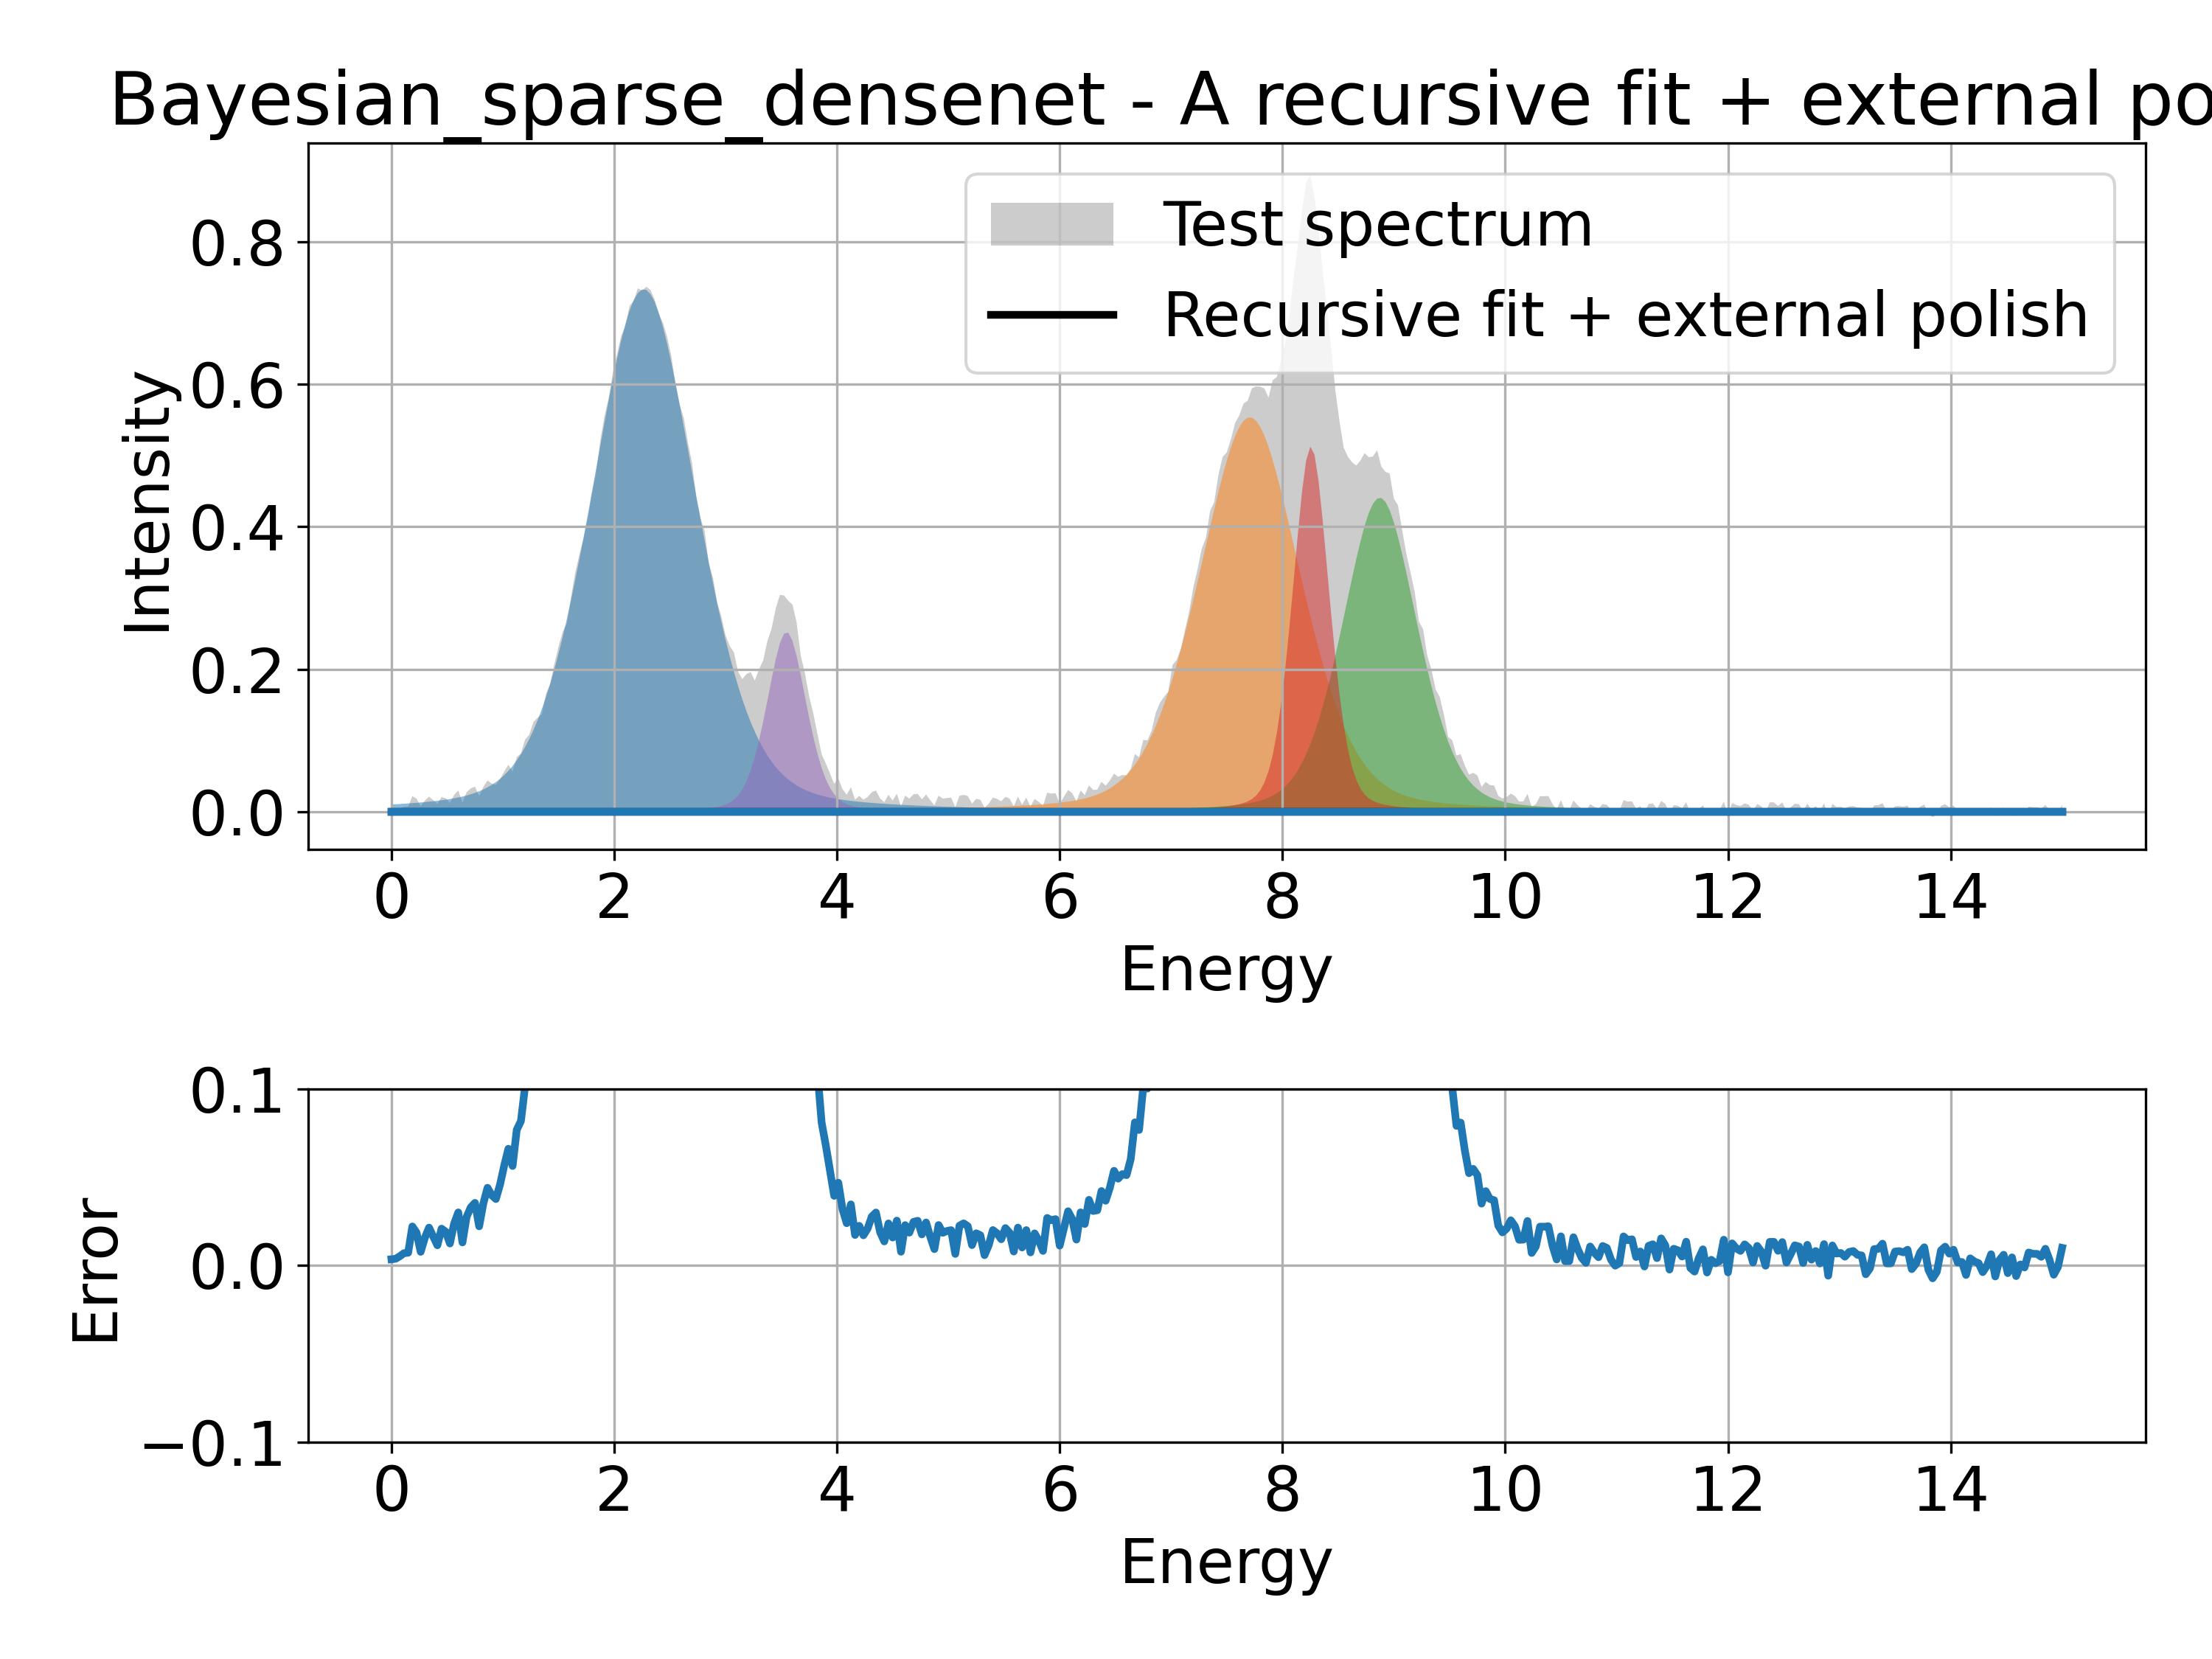 Bayesian_sparse_densenet - A recursive fit + external po
Test spectrum
Recursive fit + external polish
Intensity
0.8
0.6
0.4
0.2
0.0
0 2 4 6 8 10 12 14
Energy
Error
0.1
0.0
−0.1
0 2 4 6 8 10 12 14
Energy